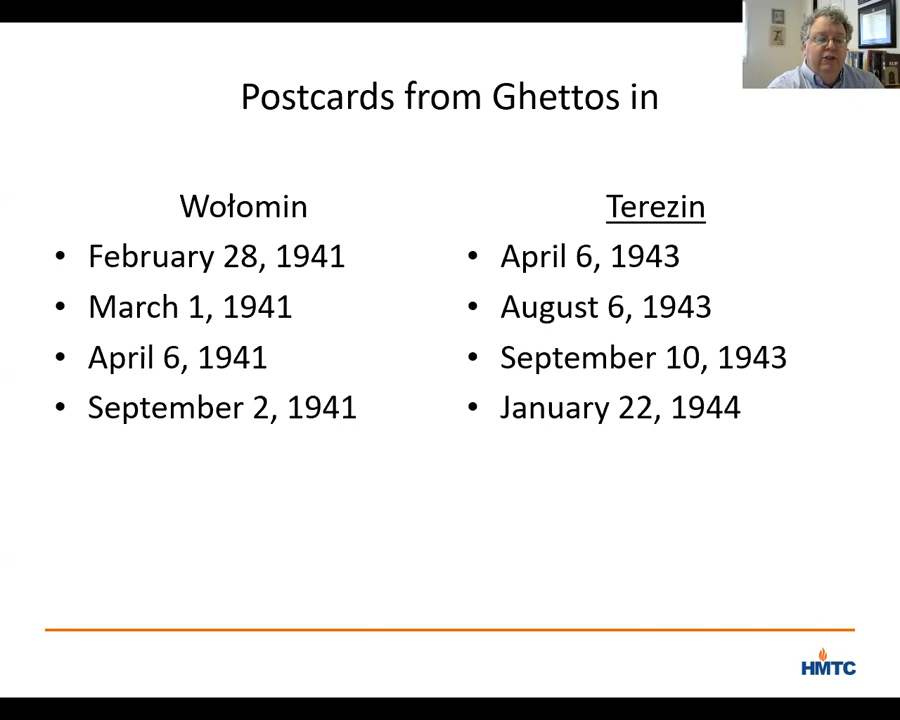 Postcards from Ghettos in
Wołomin
• February 28, 1941
• March 1, 1941
• April 6, 1941
• September 2, 1941
Terezin
• April 6, 1943
• August 6, 1943
• September 10, 1943
• January 22, 1944
HMTC